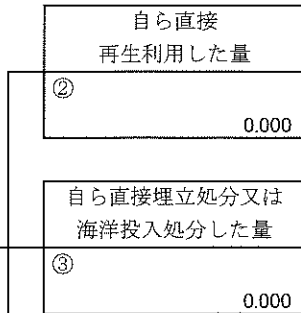 自ら直接
再生利用した量
②
0.000
自ら直接埋立処分又は
海洋投入処分した量
③
0.000